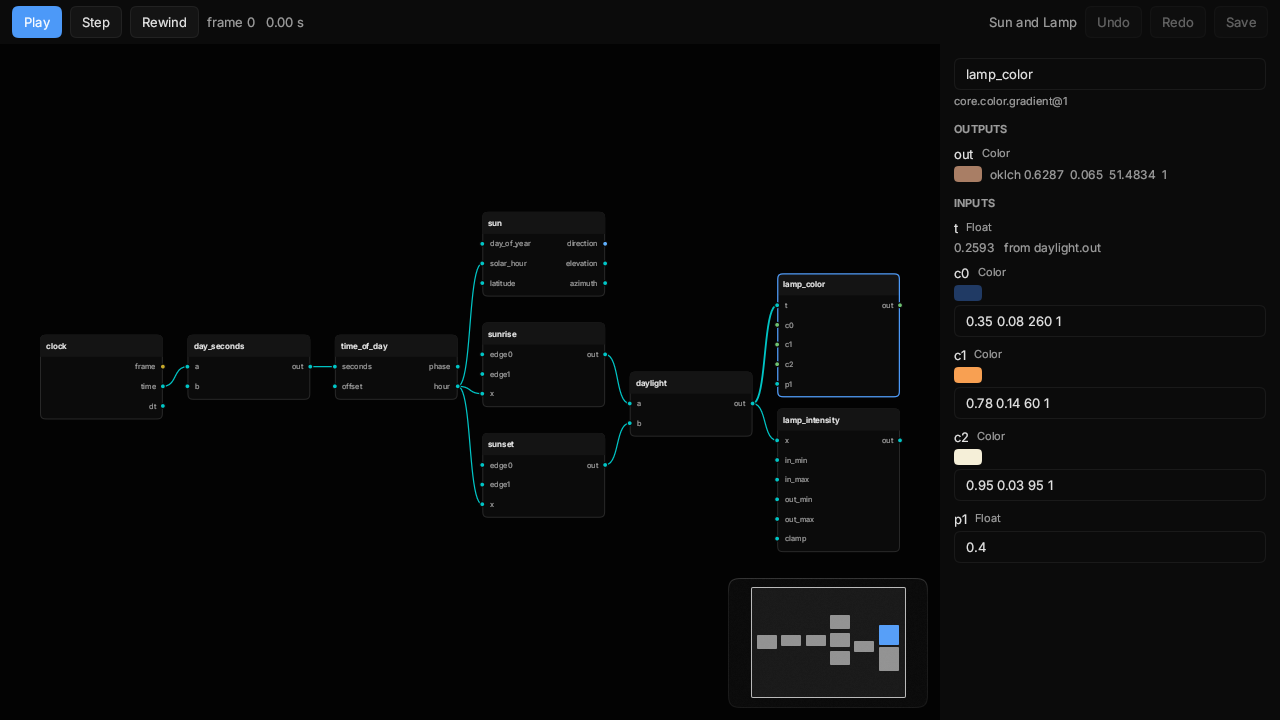 Play Step Rewind frame 0 0.00 s Sun and Lamp Undo Redo Save
clock
frame
time
dt
day_seconds
a out
b
time_of_day
seconds phase
offset hour
sun
day_of_year direction
solar_hour elevation
latitude azimuth
sunrise
edge0 out
edge1
x
sunset
edge0 out
edge1
x
daylight
a out
b
lamp_color
t out
c0
c1
c2
p1
lamp_intensity
x out
in_min
in_max
out_min
out_max
clamp
lamp_color
core.color.gradient@1
OUTPUTS
out Color
oklch 0.6287 0.065 51.4834 1
INPUTS
t Float
0.2593 from daylight.out
c0 Color
0.35 0.08 260 1
c1 Color
0.78 0.14 60 1
c2 Color
0.95 0.03 95 1
p1 Float
0.4